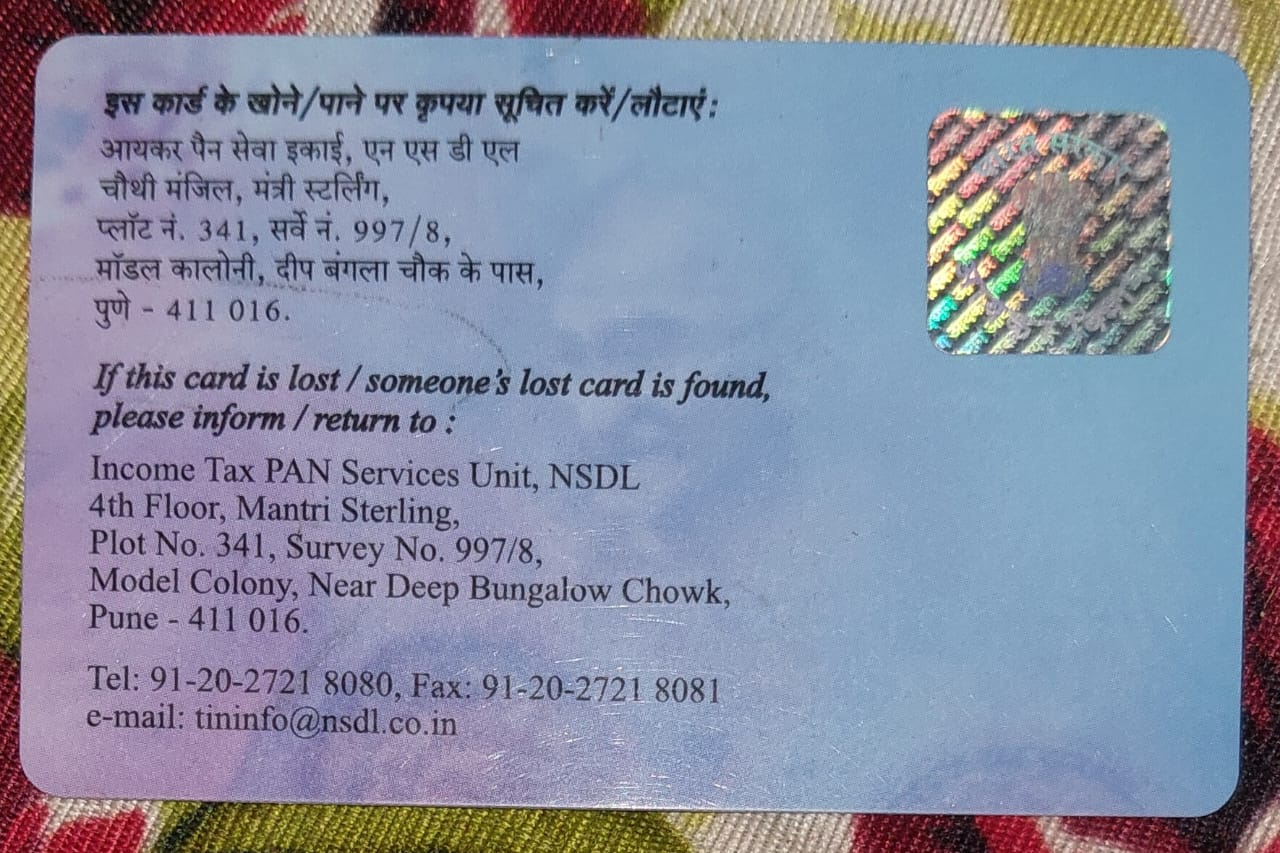 इस कार्ड के खोने/पाने पर कृपया सूचित करें/लौटाएं :
आयकर पैन सेवा इकाई, एन एस डी एल
चौथी मंजिल, मंत्री स्टर्लिंग,
प्लॉट नं. 341, सर्वे नं. 997/8,
मॉडल कालोनी, दीप बंगला चौक के पास,
पुणे - 411 016.
If this card is lost / someone's lost card is found,
please inform / return to :
Income Tax PAN Services Unit, NSDL
4th Floor, Mantri Sterling,
Plot No. 341, Survey No. 997/8,
Model Colony, Near Deep Bungalow Chowk,
Pune - 411 016.
Tel: 91-20-2721 8080, Fax: 91-20-2721 8081
e-mail: tininfo@nsdl.co.in